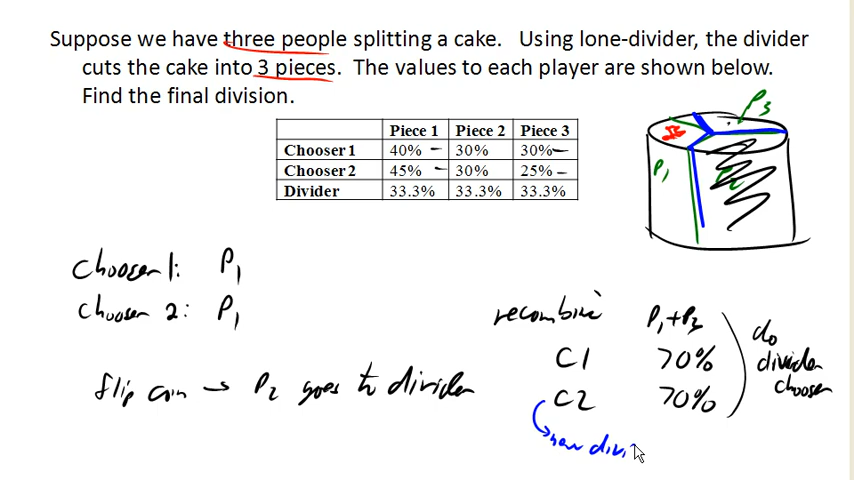 Suppose we have three people splitting a cake. Using lone-divider, the divider
cuts the cake into 3 pieces. The values to each player are shown below.
Find the final division.
Piece 1 Piece 2 Piece 3
Chooser 1 40% 30% 30%
Chooser 2 45% 30% 25%
Divider 33.3% 33.3% 33.3%
P3
P1
P2
Chooser 1: P1
Chooser 2: P1
flip coin → P2 goes to divider
recombine P1+P3
C1 70%
C2 70%
do
divider
chooser
new divi